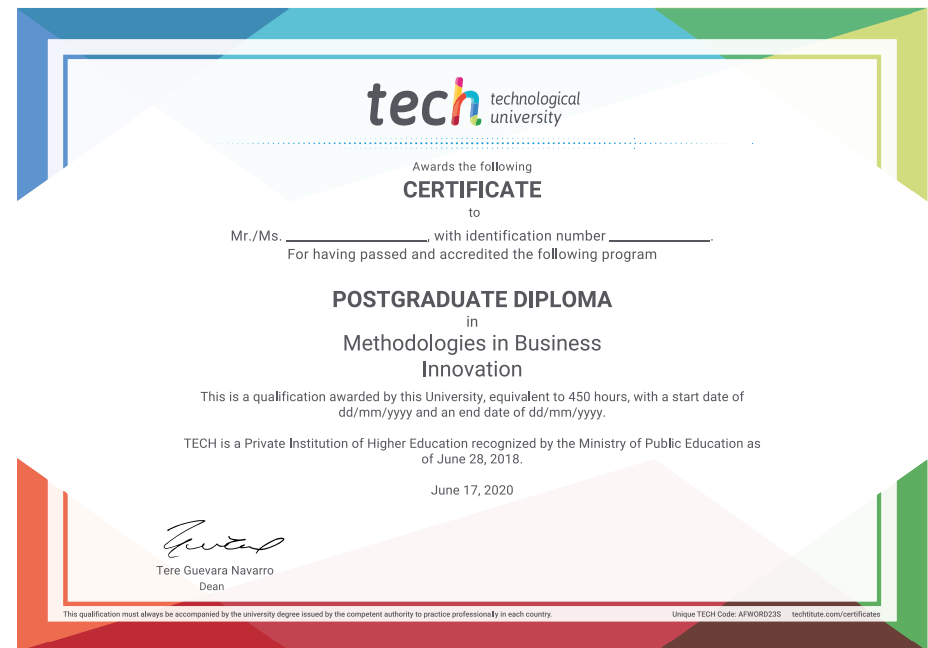 tech technological
university
Awards the following
CERTIFICATE
to
Mr./Ms. ____________________, with identification number ______________.
For having passed and accredited the following program
POSTGRADUATE DIPLOMA
in
Methodologies in Business
Innovation
This is a qualification awarded by this University, equivalent to 450 hours, with a start date of
dd/mm/yyyy and an end date of dd/mm/yyyy.
TECH is a Private Institution of Higher Education recognized by the Ministry of Public Education as
of June 28, 2018.
June 17, 2020
Tere Guevara Navarro
Dean
This qualification must always be accompanied by the university degree issued by the competent authority to practice professionally in each country. Unique TECH Code: AFWORD23S techtitute.com/certificates